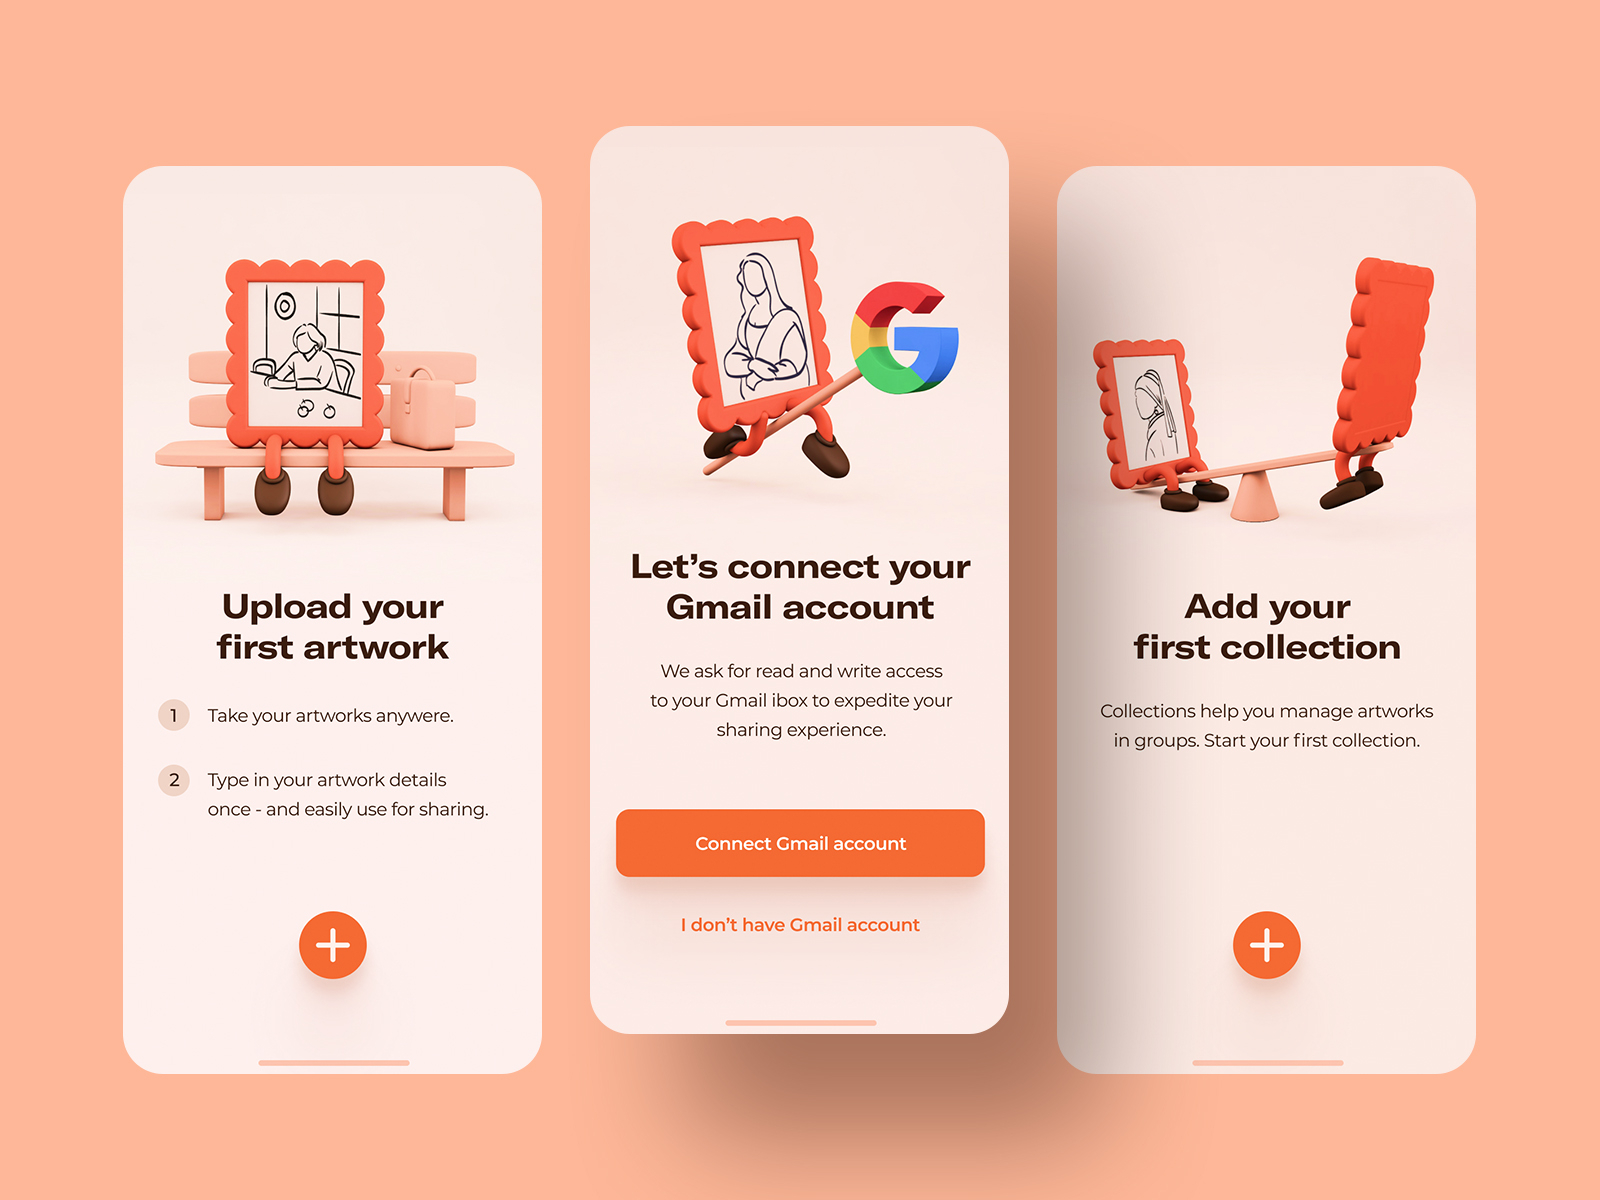 Upload your
first artwork
1 Take your artworks anywere.
2 Type in your artwork details
once - and easily use for sharing.
Let's connect your
Gmail account
We ask for read and write access
to your Gmail ibox to expedite your
sharing experience.
Connect Gmail account
I don't have Gmail account
Add your
first collection
Collections help you manage artworks
in groups. Start your first collection.